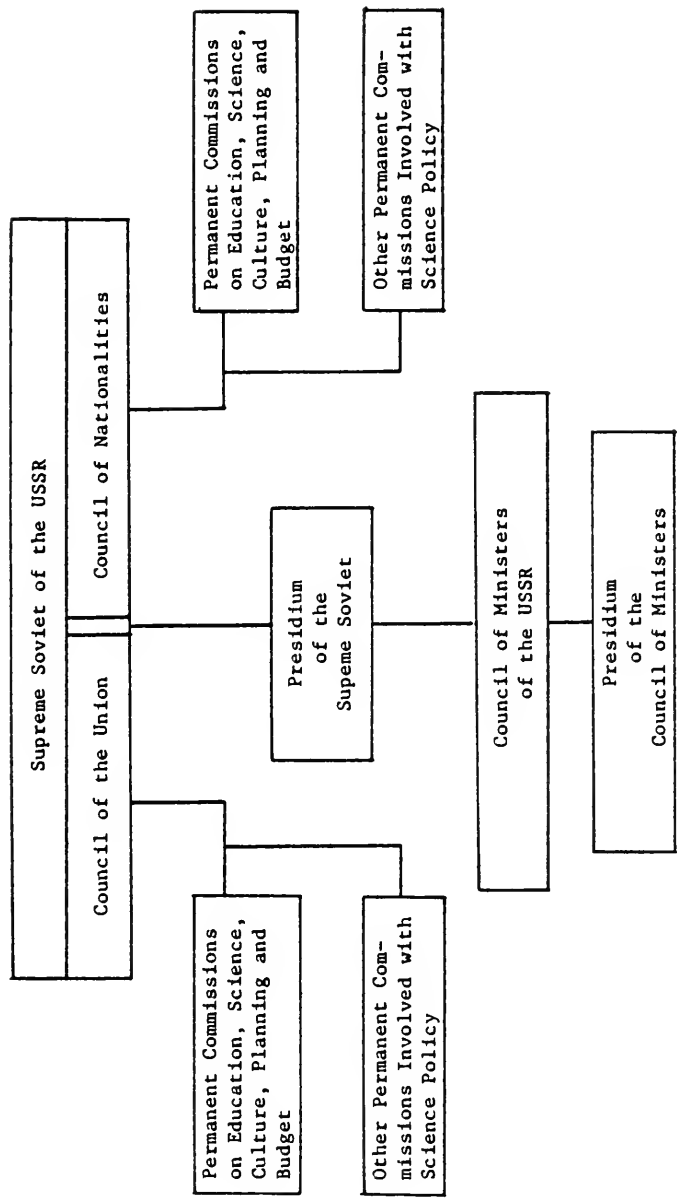 Supreme Soviet of the USSR
Council of the Union
Council of Nationalities
Permanent Commissions
on Education, Science,
Culture, Planning and
Budget
Other Permanent Com-
missions Involved with
Science Policy
Presidium
of the
Supeme Soviet
Permanent Commissions
on Education, Science,
Culture, Planning and
Budget
Other Permanent Com-
missions Involved with
Science Policy
Council of Ministers
of the USSR
Presidium
of the
Council of Ministers